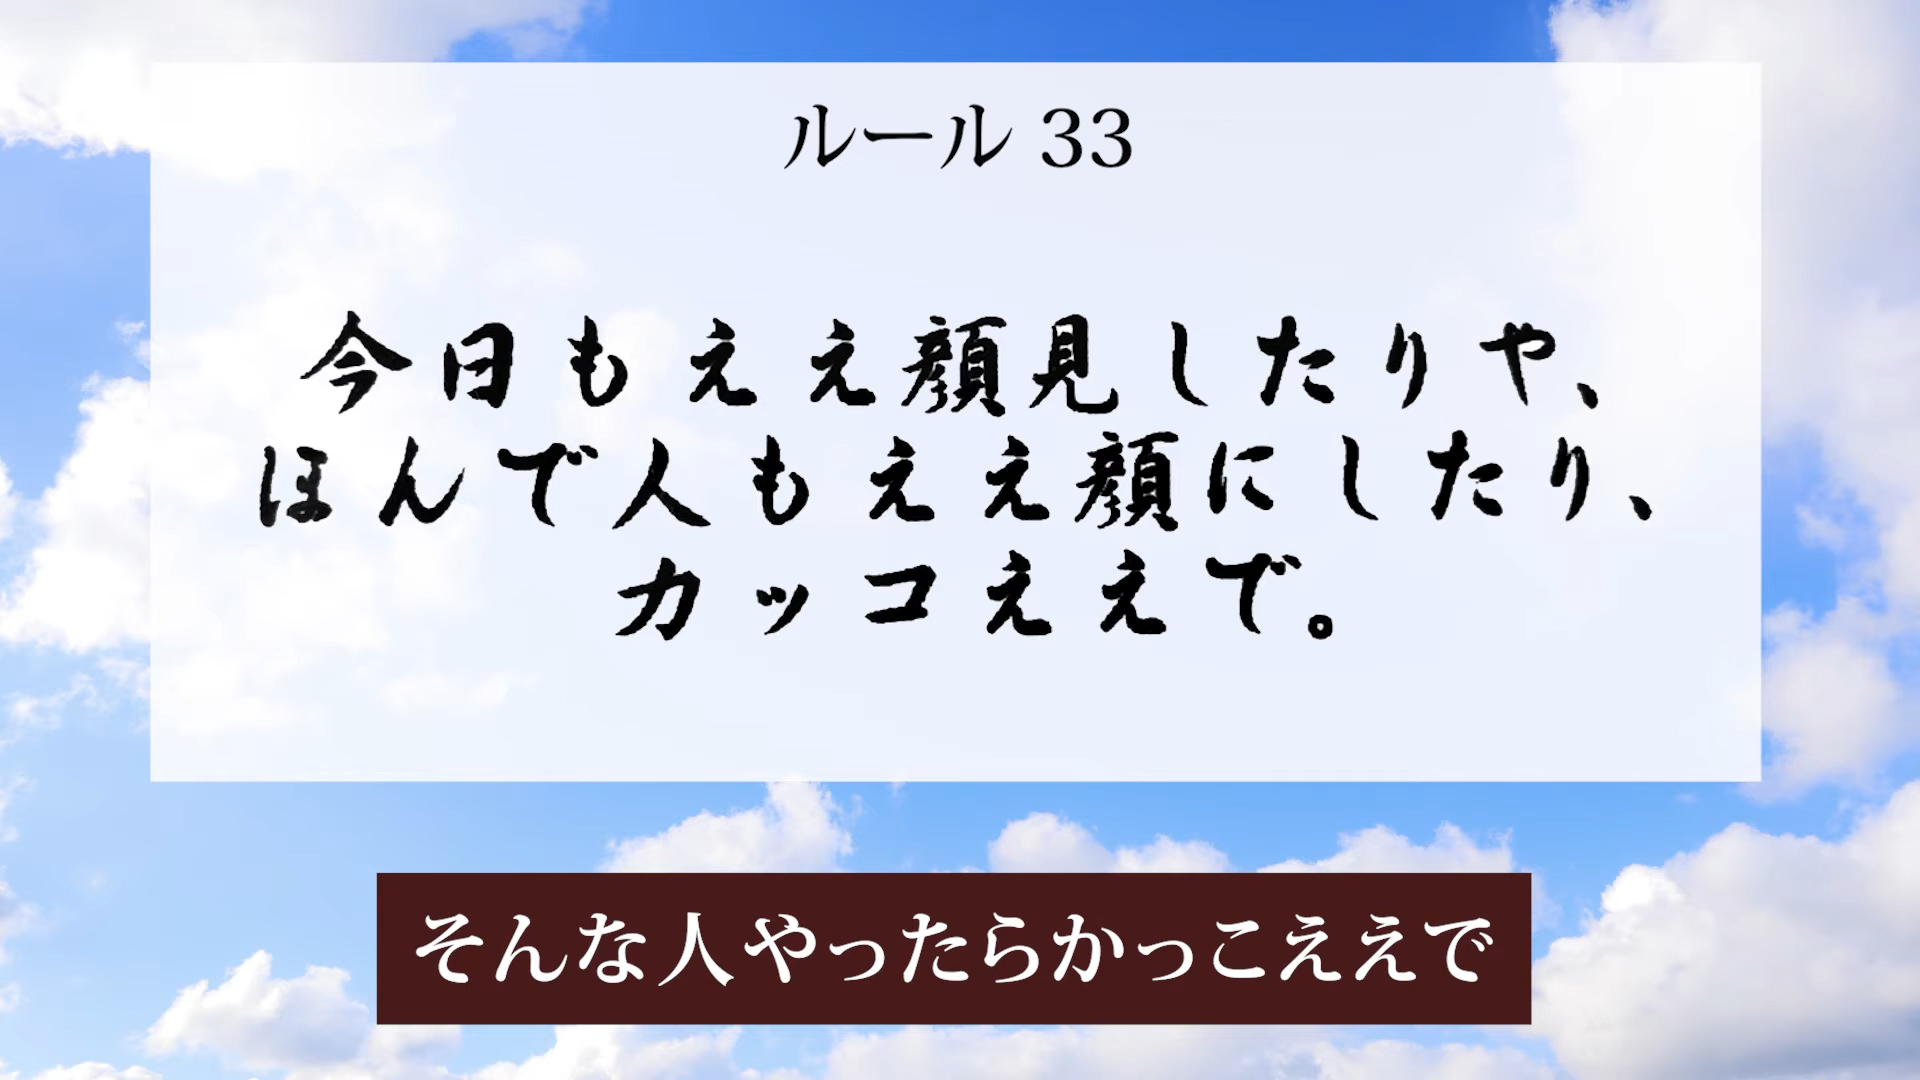 ルール 33
今日もええ顔見したりや、
ほんで人もええ顔にしたり、
カッコええで。
そんな人やったらかっこええで